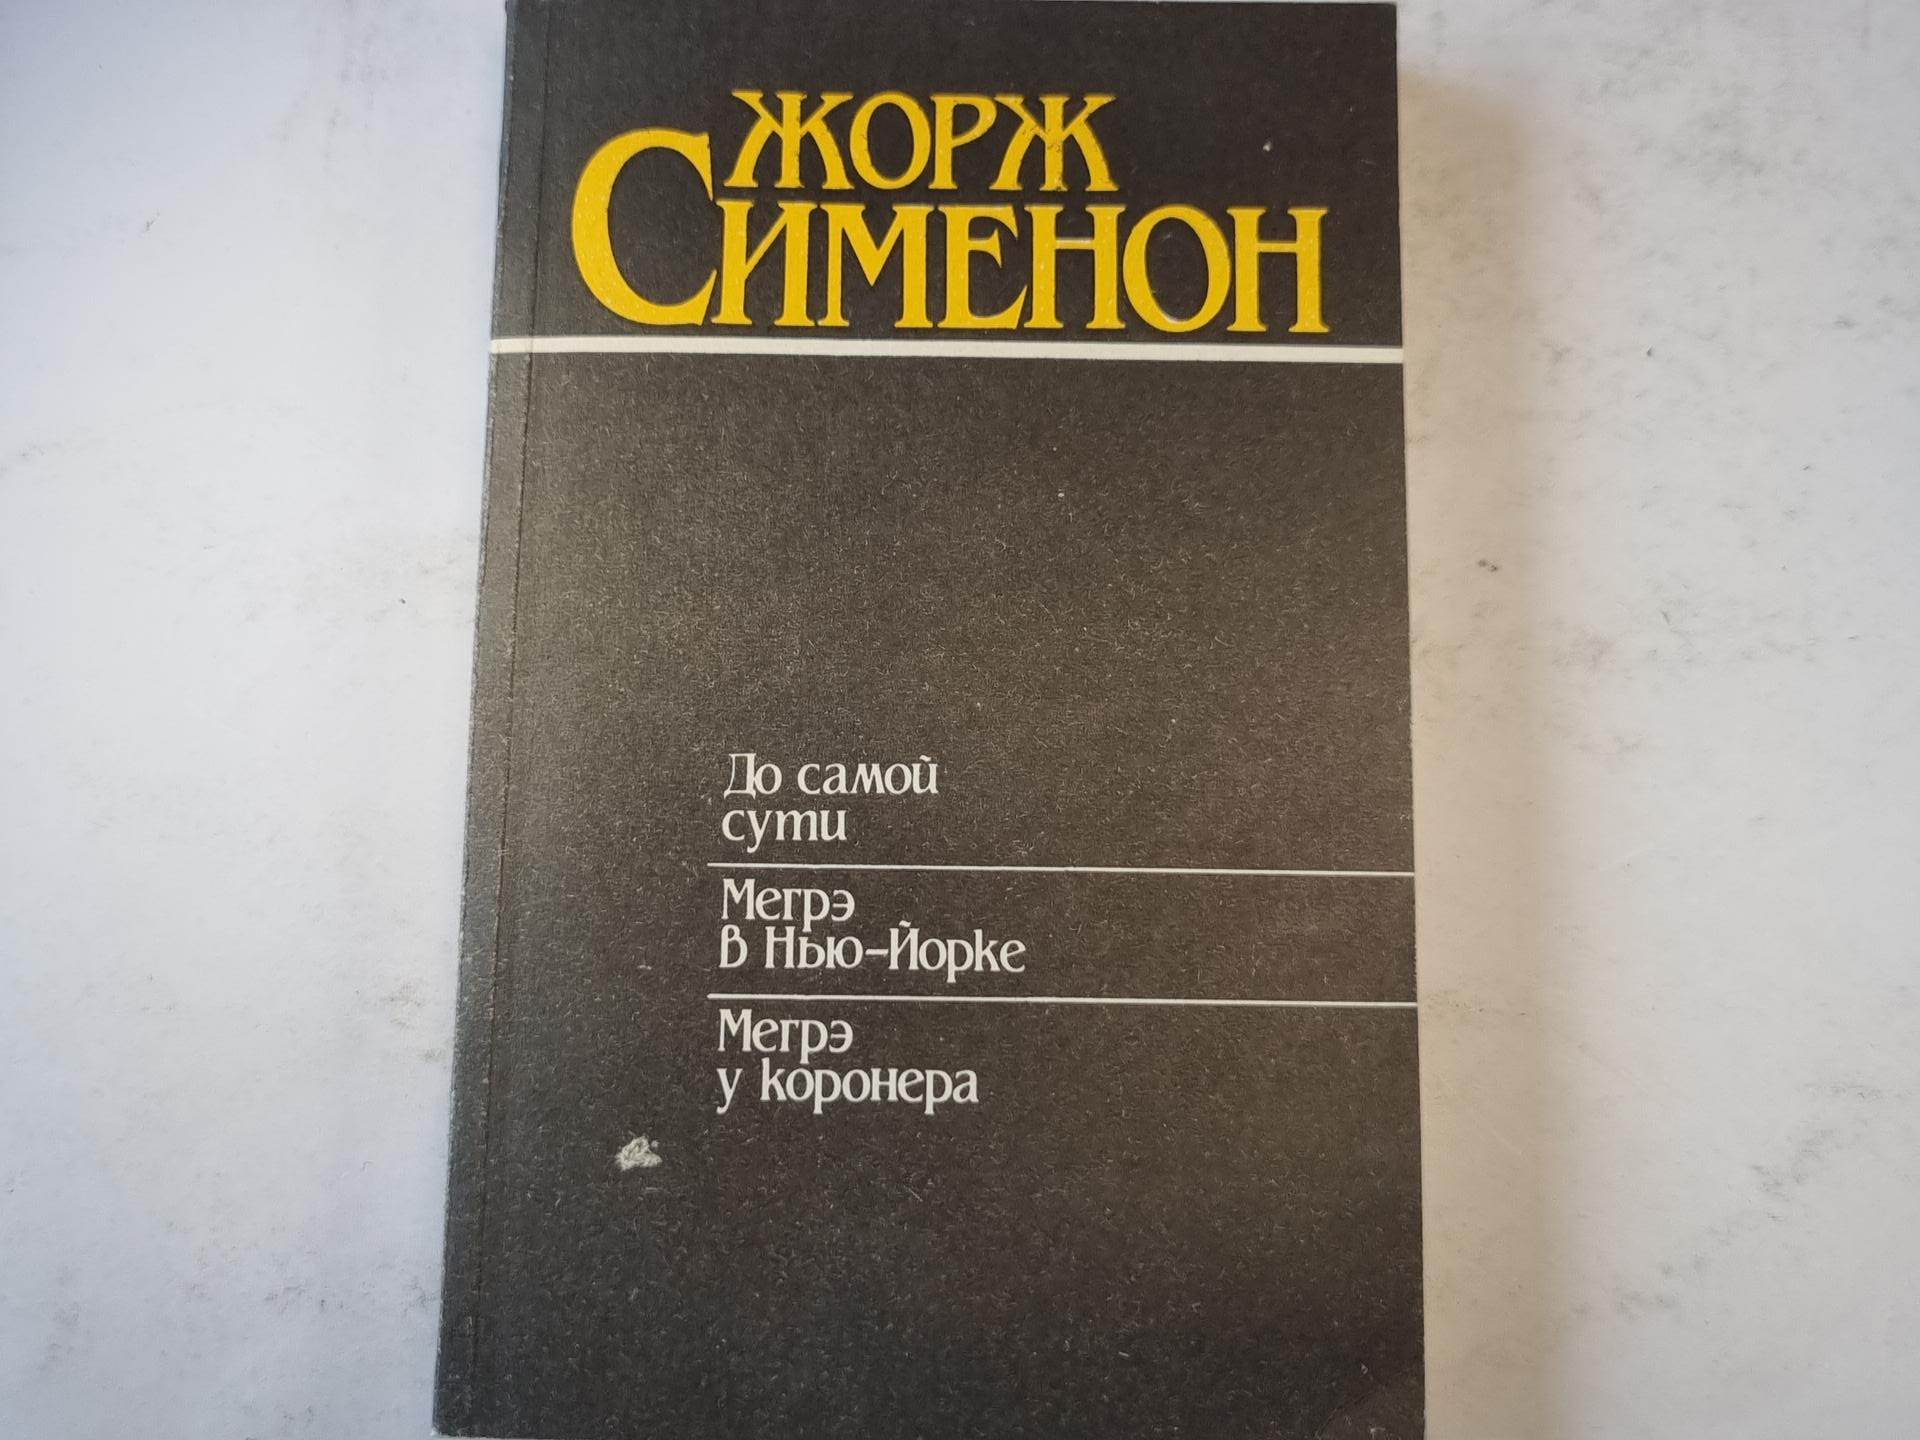 ЖОРЖ
СИМЕНОН
До самой
сути
Мегрэ
в Нью-Йорке
Мегрэ
у коронера